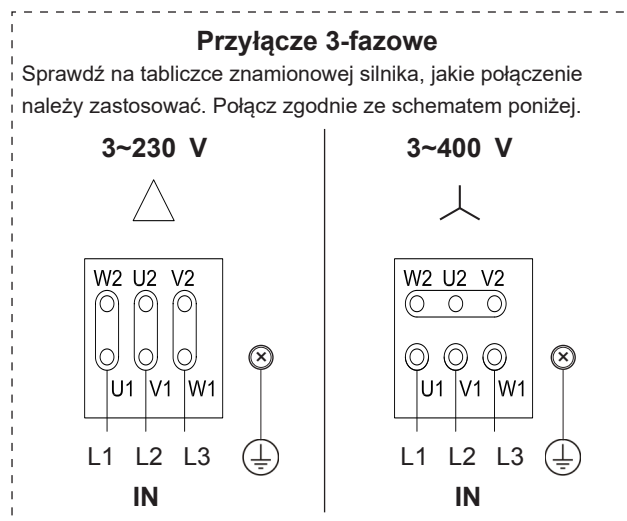 Przyłącze 3-fazowe
Sprawdź na tabliczce znamionowej silnika, jakie połączenie
należy zastosować. Połącz zgodnie ze schematem poniżej.
3~230 V
W2 U2 V2
U1 V1 W1
L1 L2 L3
IN
3~400 V
W2 U2 V2
U1 V1 W1
L1 L2 L3
IN